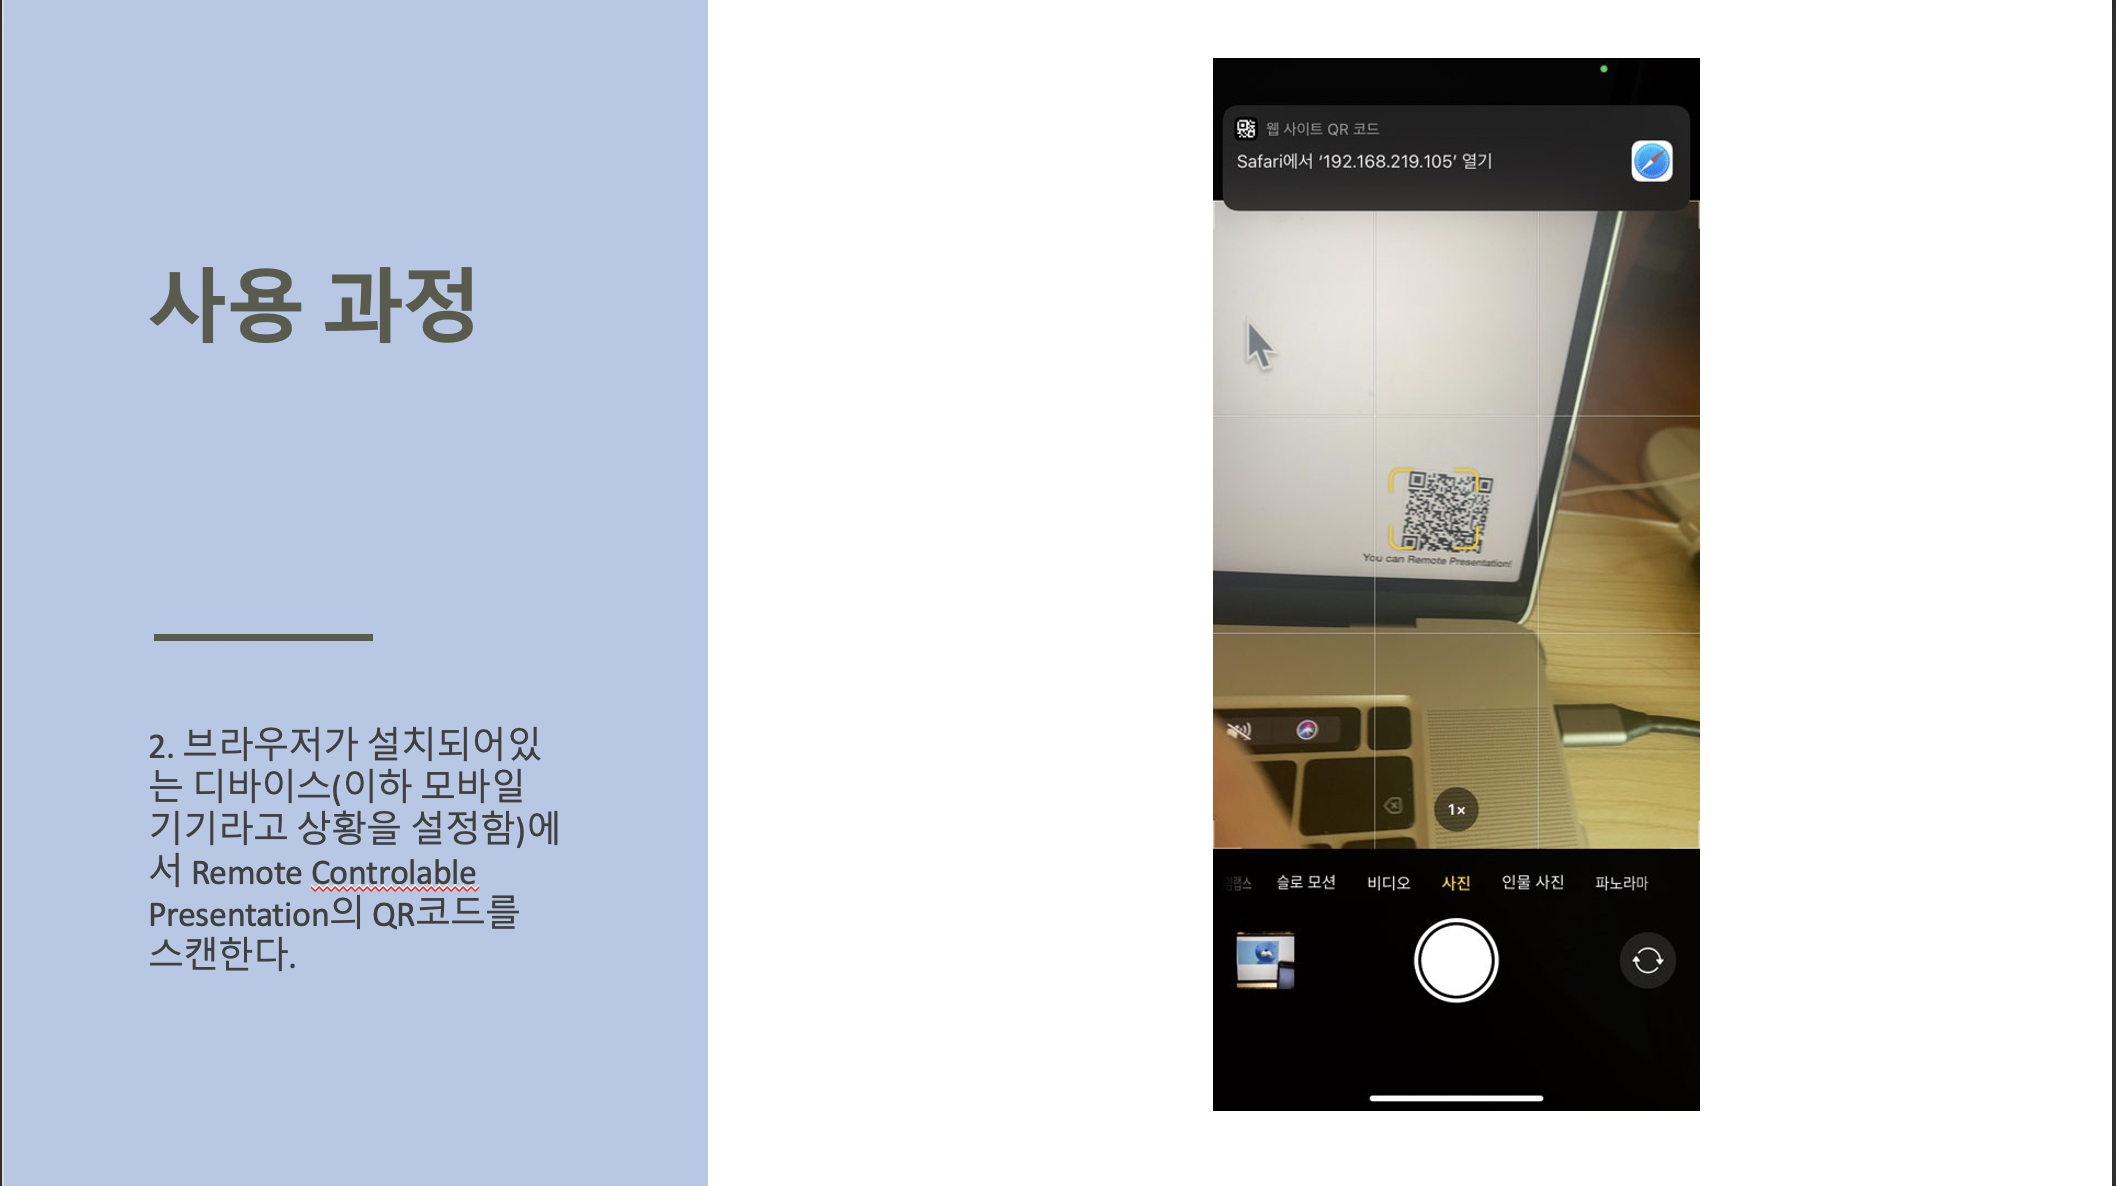 사용 과정
2. 브라우저가 설치되어있
는 디바이스(이하 모바일
기기라고 상황을 설정함)에
서 Remote Controlable
Presentation의 QR코드를
스캔한다.
웹 사이트 QR 코드
Safari에서 ‘192.168.219.105’ 열기
You can Remote Presentation!
1×
슬로 모션 비디오 사진 인물 사진 파노라마